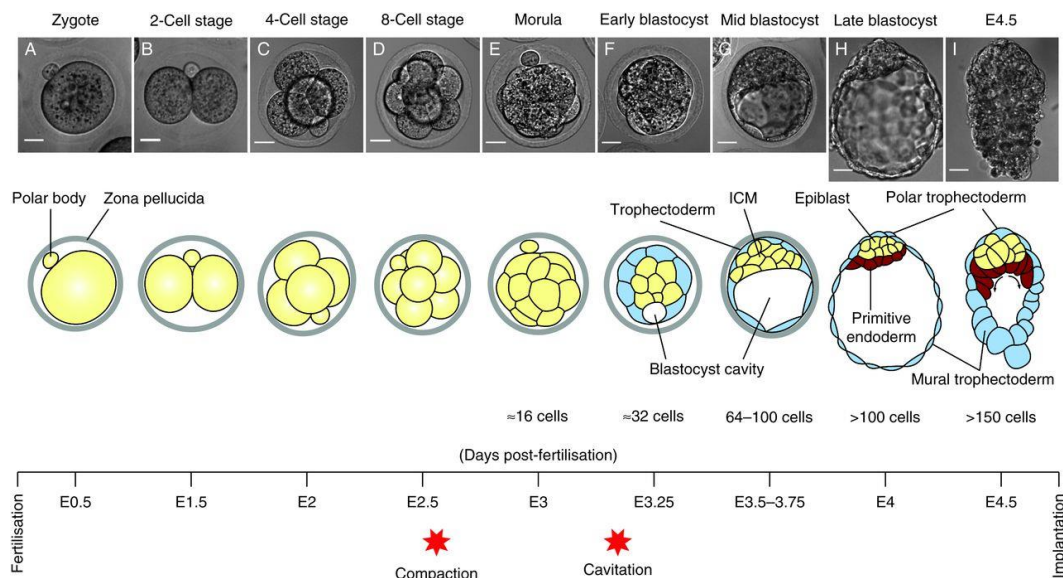 Zygote
2-Cell stage
4-Cell stage
8-Cell stage
Morula
Early blastocyst
Mid blastocyst
Late blastocyst
E4.5
A
B
C
D
E
F
G
H
I
Polar body
Zona pellucida
Trophectoderm
ICM
Epiblast
Polar trophectoderm
Primitive
endoderm
Blastocyst cavity
Mural trophectoderm
≈16 cells
≈32 cells
64–100 cells
>100 cells
>150 cells
(Days post-fertilisation)
Fertilisation
E0.5
E1.5
E2
E2.5
E3
E3.25
E3.5–3.75
E4
E4.5
Implantation
Compaction
Cavitation